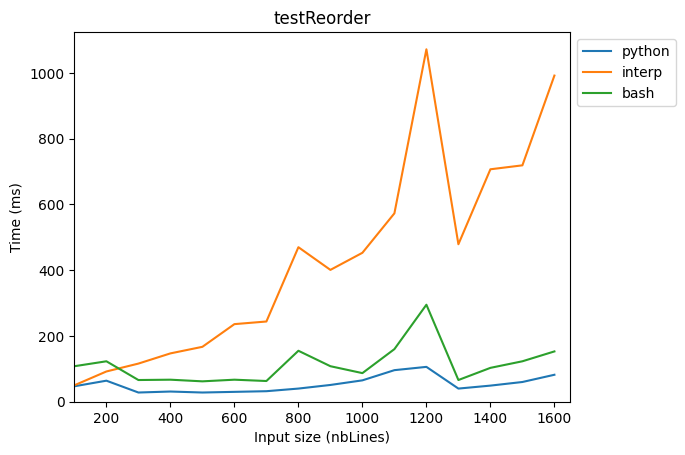 testReorder
python
interp
bash
Time (ms)
1000
800
600
400
200
0
200 400 600 800 1000 1200 1400 1600
Input size (nbLines)